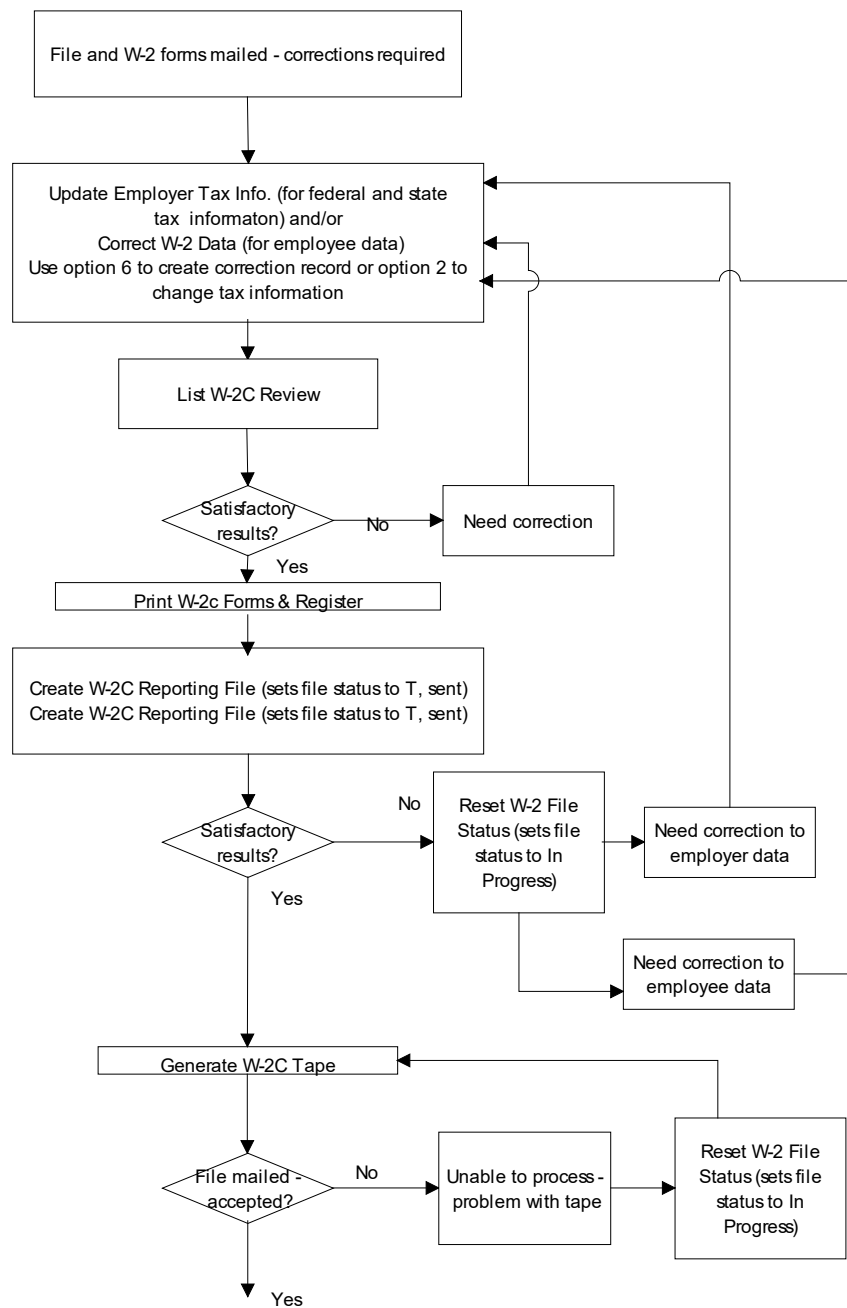 File and W-2 forms mailed - corrections required
Update Employer Tax Info. (for federal and state
tax informaton) and/or
Correct W-2 Data (for employee data)
Use option 6 to create correction record or option 2 to
change tax information
List W-2C Review
Satisfactory
results?
No
Need correction
Yes
Print W-2c Forms & Register
Create W-2C Reporting File (sets file status to T, sent)
Create W-2C Reporting File (sets file status to T, sent)
Satisfactory
results?
No
Reset W-2 File
Status (sets file
status to In
Progress)
Need correction to
employer data
Yes
Need correction to
employee data
Generate W-2C Tape
File mailed -
accepted?
No
Unable to process -
problem with tape
Reset W-2 File
Status (sets file
status to In
Progress)
Yes